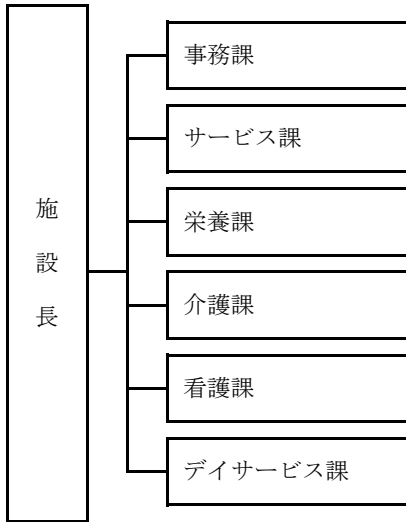 施設長
事務課
サービス課
栄養課
介護課
看護課
デイサービス課